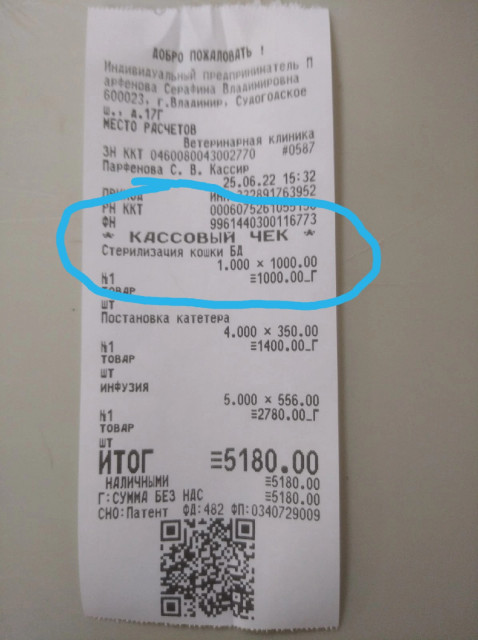 ДОБРО ПОЖАЛОВАТЬ !
Индивидуальный предприниматель П
арфенова Серафина Владимировна
600023, г.Владимир, Судогодское
ш., д.17Г
МЕСТО РАСЧЕТОВ
Ветеринарная клиника
ЗН ККТ 0460080043002770 #0587
Парфенова С. В. Кассир
25.06.22 15:32
ПРИХОД ИНН 332891763952
РН ККТ 0006075261055150
ФН 9961440300116773
* КАССОВЫЙ ЧЕК *
Стерилизация кошки БД
1.000 × 1000.00
№1 ≡1000.00_Г
ТОВАР
ШТ
Постановка катетера
4.000 × 350.00
№1 ≡1400.00_Г
ТОВАР
ШТ
ИНФУЗИЯ
5.000 × 556.00
№1 ≡2780.00_Г
ТОВАР
ШТ
ИТОГ ≡5180.00
НАЛИЧНЫМИ ≡5180.00
Г:СУММА БЕЗ НДС ≡5180.00
СНО:Патент ФД:482 ФП:0340729009